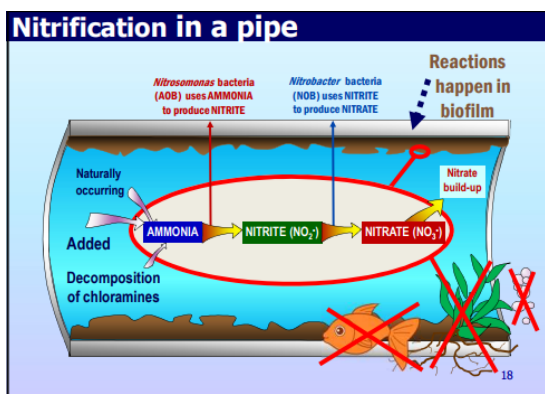 Nitrification in a pipe
Nitrosomonas bacteria
(AOB) uses AMMONIA
to produce NITRITE
Nitrobacter bacteria
(NOB) uses NITRITE
to produce NITRATE
Reactions
happen in
biofilm
Naturally
occurring
Nitrate
build-up
AMMONIA
NITRITE (NO₂⁻)
NITRATE (NO₃⁻)
Added
Decomposition
of chloramines
18